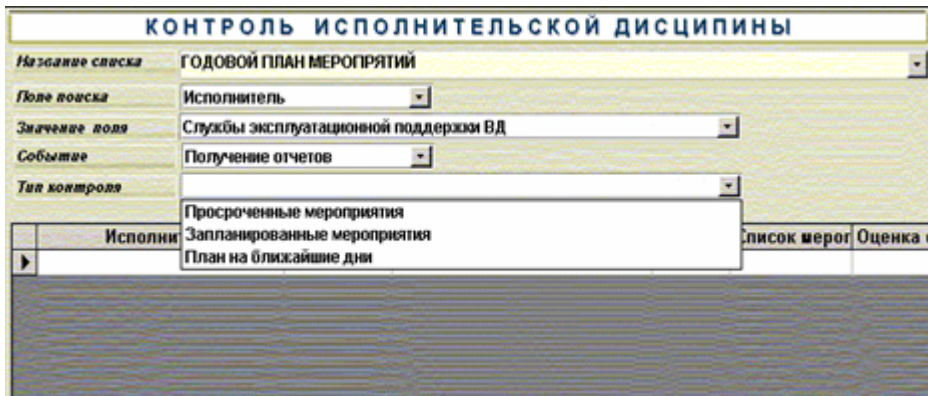 КОНТРОЛЬ ИСПОЛНИТЕЛЬСКОЙ ДИСЦИПИНЫ
Название списка ГОДОВОЙ ПЛАН МЕРОПРЯТИЙ
Поле поиска Исполнитель
Значение поля Службы эксплуатационной поддержки ВД
Событие Получение отчетов
Тип контроля
Просроченные мероприятия
Запланированные мероприятия
План на ближайшие дни
Исполни Список мерог Оценка